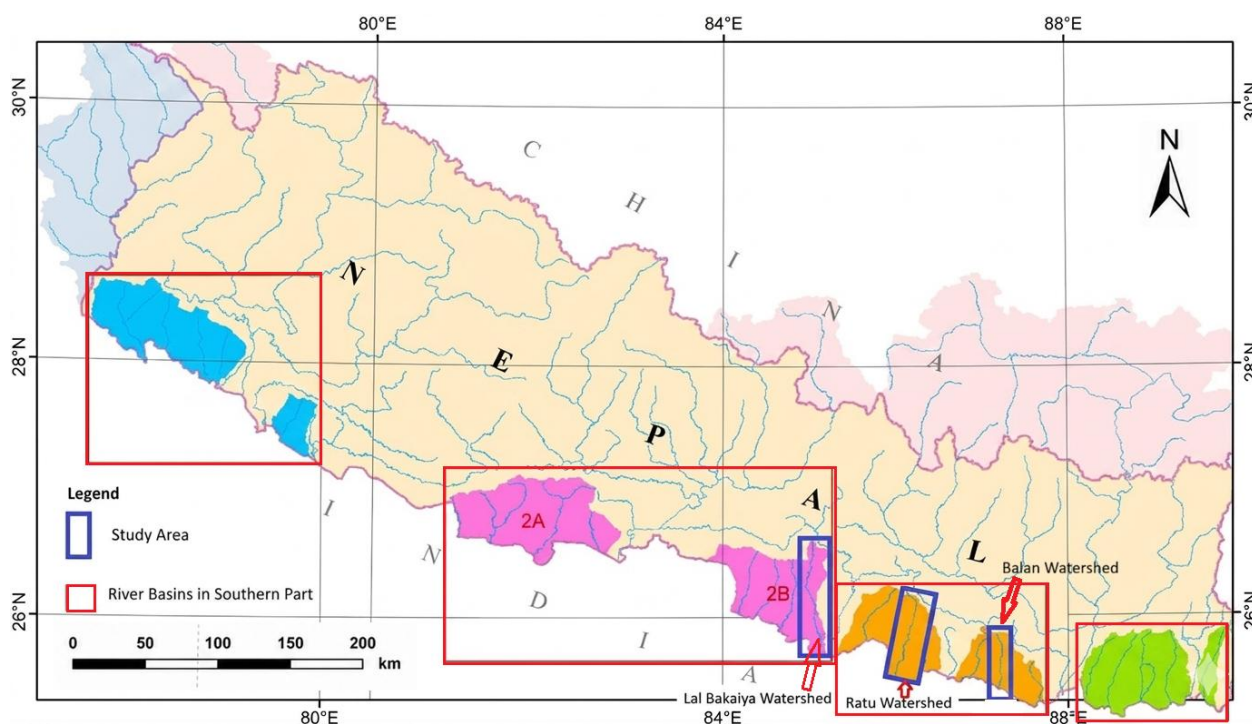 80°E
84°E
88°E
30°N
30°N
C
H
I
N
A
N
N
28°N
E
28°N
P
Legend
Study Area
River Basins in Southern Part
I
N
D
I
A
2A
A
2B
L
Balan Watershed
26°N
26°N
0
50
100
150
200
km
Lal Bakaiya Watershed
Ratu Watershed
80°E
84°E
88°E